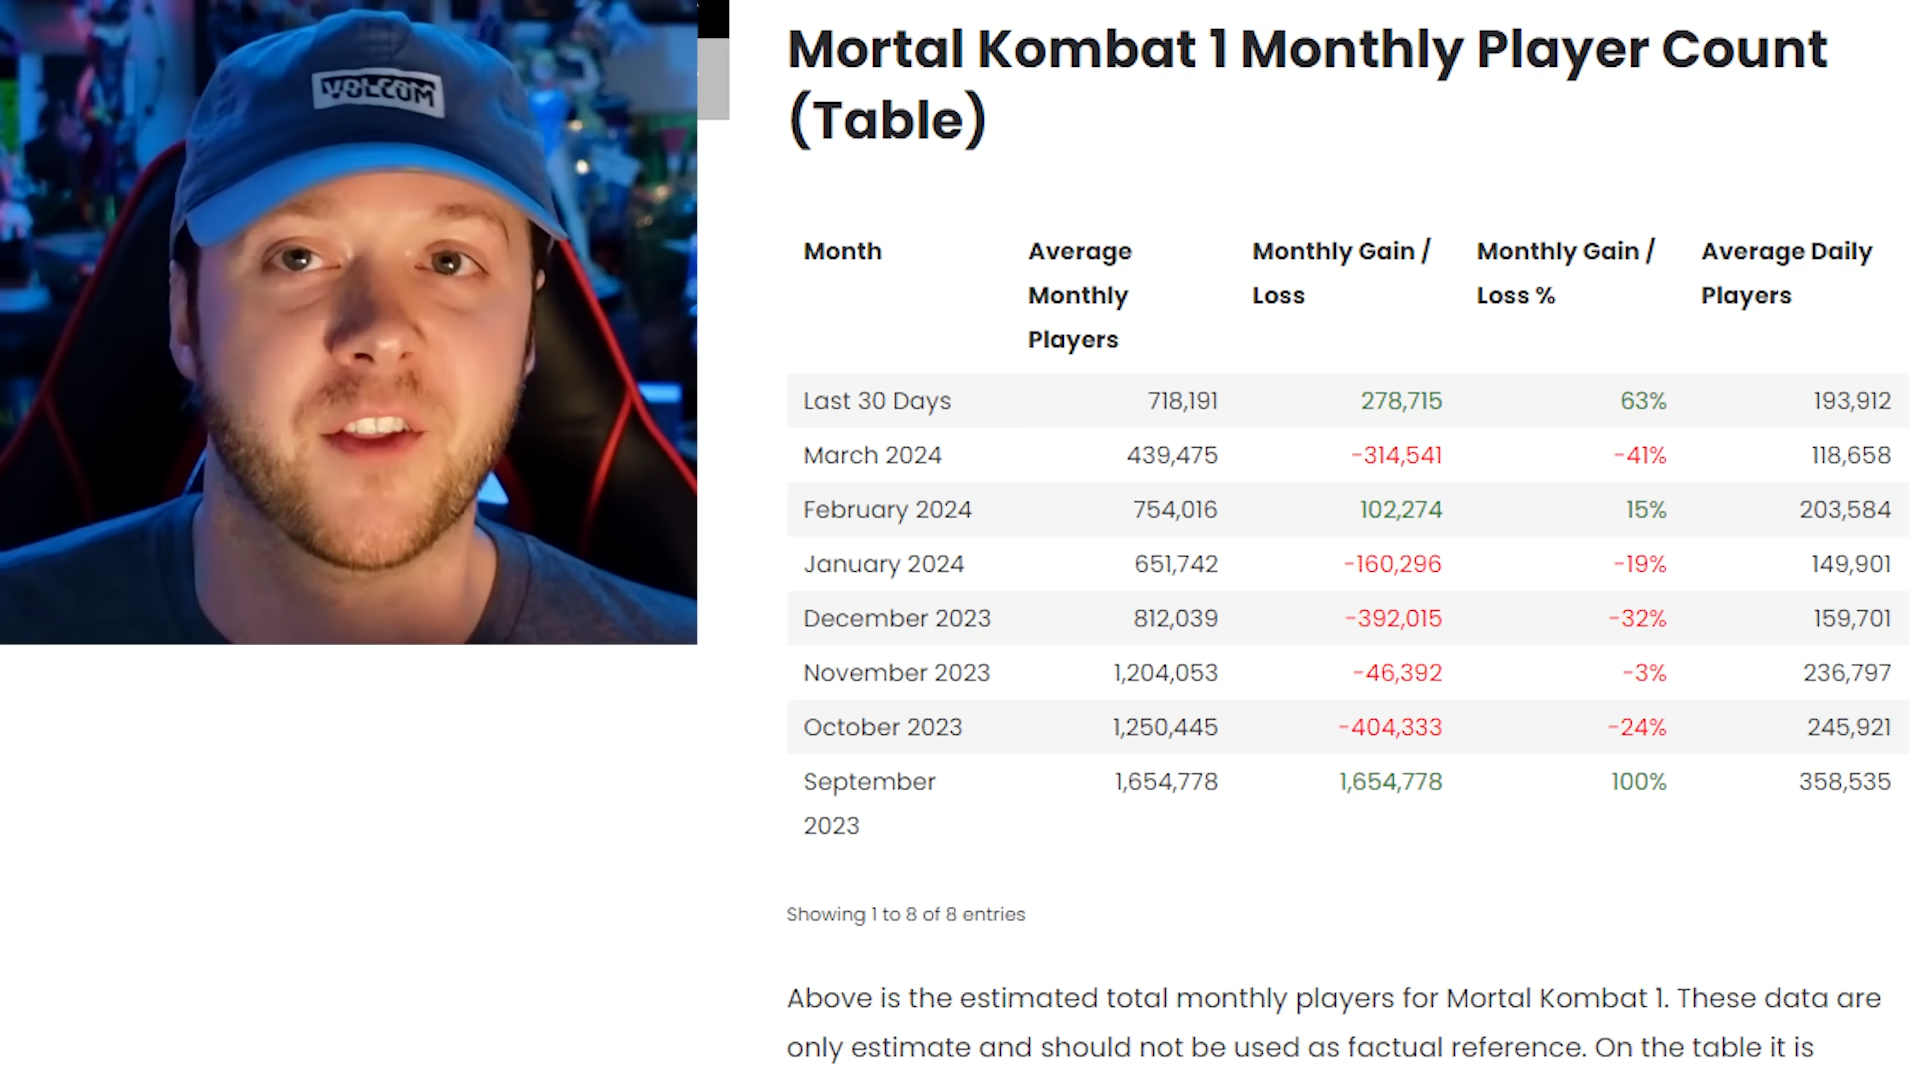 VOLCOM
Mortal Kombat 1 Monthly Player Count
(Table)
Month Average Monthly Players Monthly Gain / Loss Monthly Gain / Loss % Average Daily Players
Last 30 Days 718,191 278,715 63% 193,912
March 2024 439,475 -314,541 -41% 118,658
February 2024 754,016 102,274 15% 203,584
January 2024 651,742 -160,296 -19% 149,901
December 2023 812,039 -392,015 -32% 159,701
November 2023 1,204,053 -46,392 -3% 236,797
October 2023 1,250,445 -404,333 -24% 245,921
September 2023 1,654,778 1,654,778 100% 358,535
Showing 1 to 8 of 8 entries
Above is the estimated total monthly players for Mortal Kombat 1. These data are
only estimate and should not be used as factual reference. On the table it is